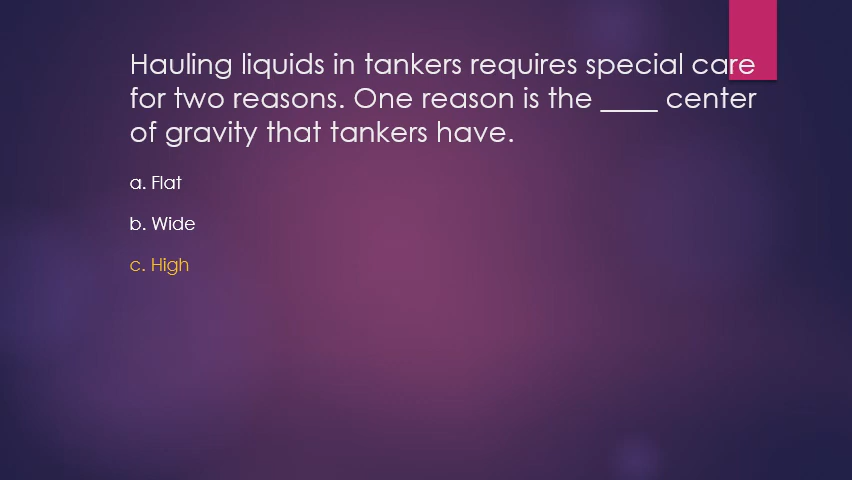 Hauling liquids in tankers requires special care
for two reasons. One reason is the ____ center
of gravity that tankers have.
a. Flat
b. Wide
c. High